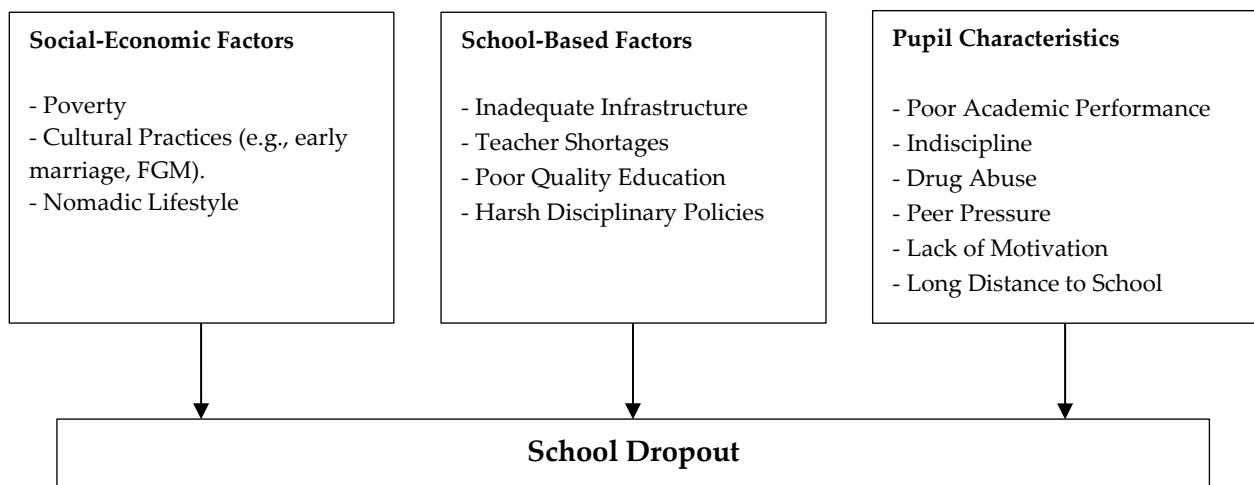 Social-Economic Factors
- Poverty
- Cultural Practices (e.g., early
marriage, FGM).
- Nomadic Lifestyle
School-Based Factors
- Inadequate Infrastructure
- Teacher Shortages
- Poor Quality Education
- Harsh Disciplinary Policies
Pupil Characteristics
- Poor Academic Performance
- Indiscipline
- Drug Abuse
- Peer Pressure
- Lack of Motivation
- Long Distance to School
School Dropout